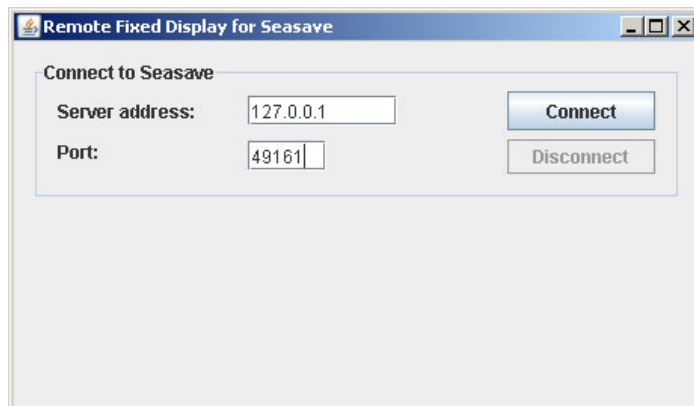 Remote Fixed Display for Seasave
Connect to Seasave
Server address: 127.0.0.1 Connect
Port: 49161 Disconnect